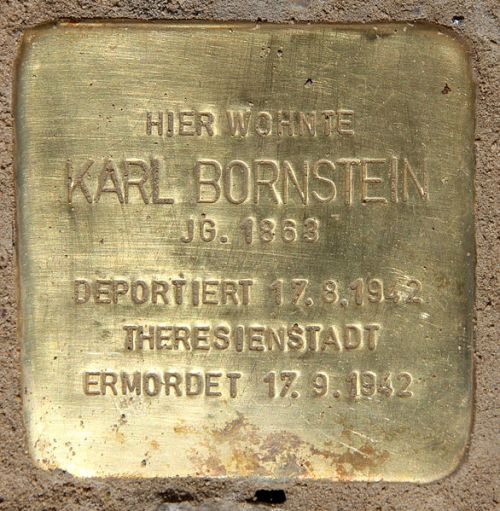 HIER WOHNTE
KARL BORNSTEIN
JG. 1863
DEPORTIERT 17.8.1942
THERESIENSTADT
ERMORDET 17.9.1942